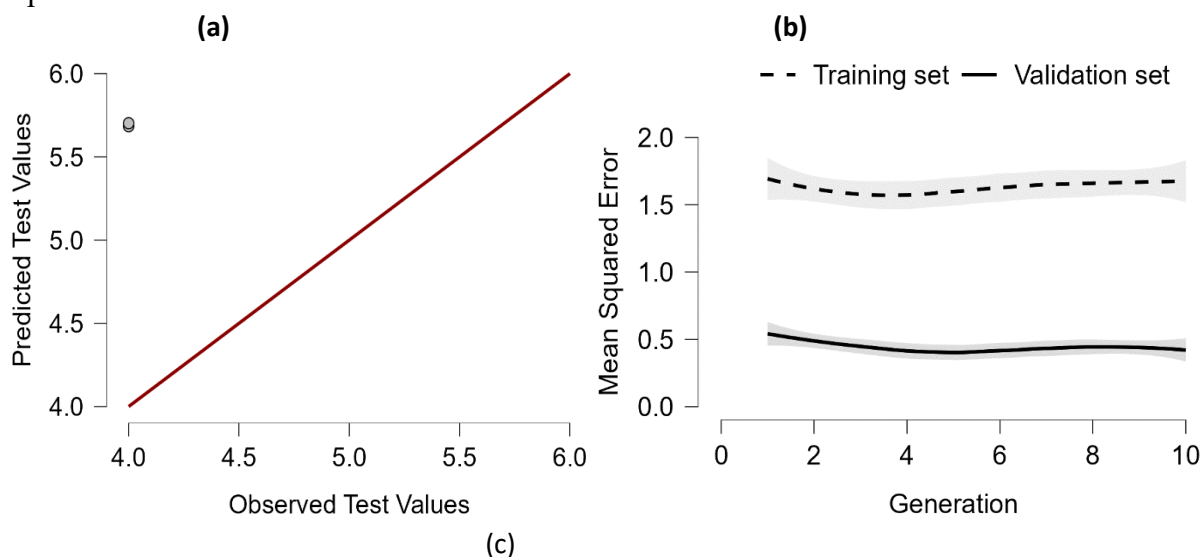 (a)
Predicted Test Values
6.0
5.5
5.0
4.5
4.0
4.0 4.5 5.0 5.5 6.0
Observed Test Values
(b)
Training set Validation set
Mean Squared Error
2.0
1.5
1.0
0.5
0.0
0 2 4 6 8 10
Generation
(c)